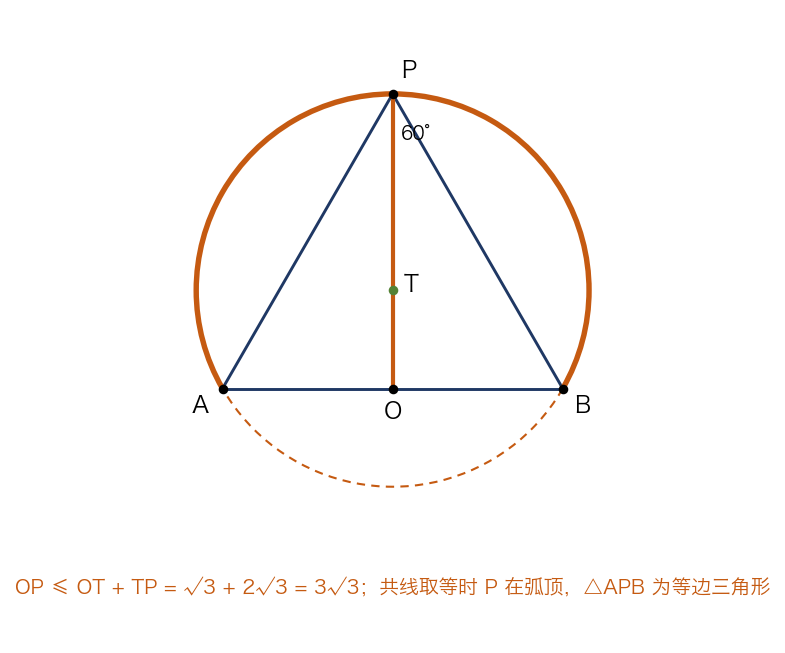 P
60°
T
A
O
B
OP ⩽ OT + TP = √3 + 2√3 = 3√3；共线取等时 P 在弧顶，△APB 为等边三角形